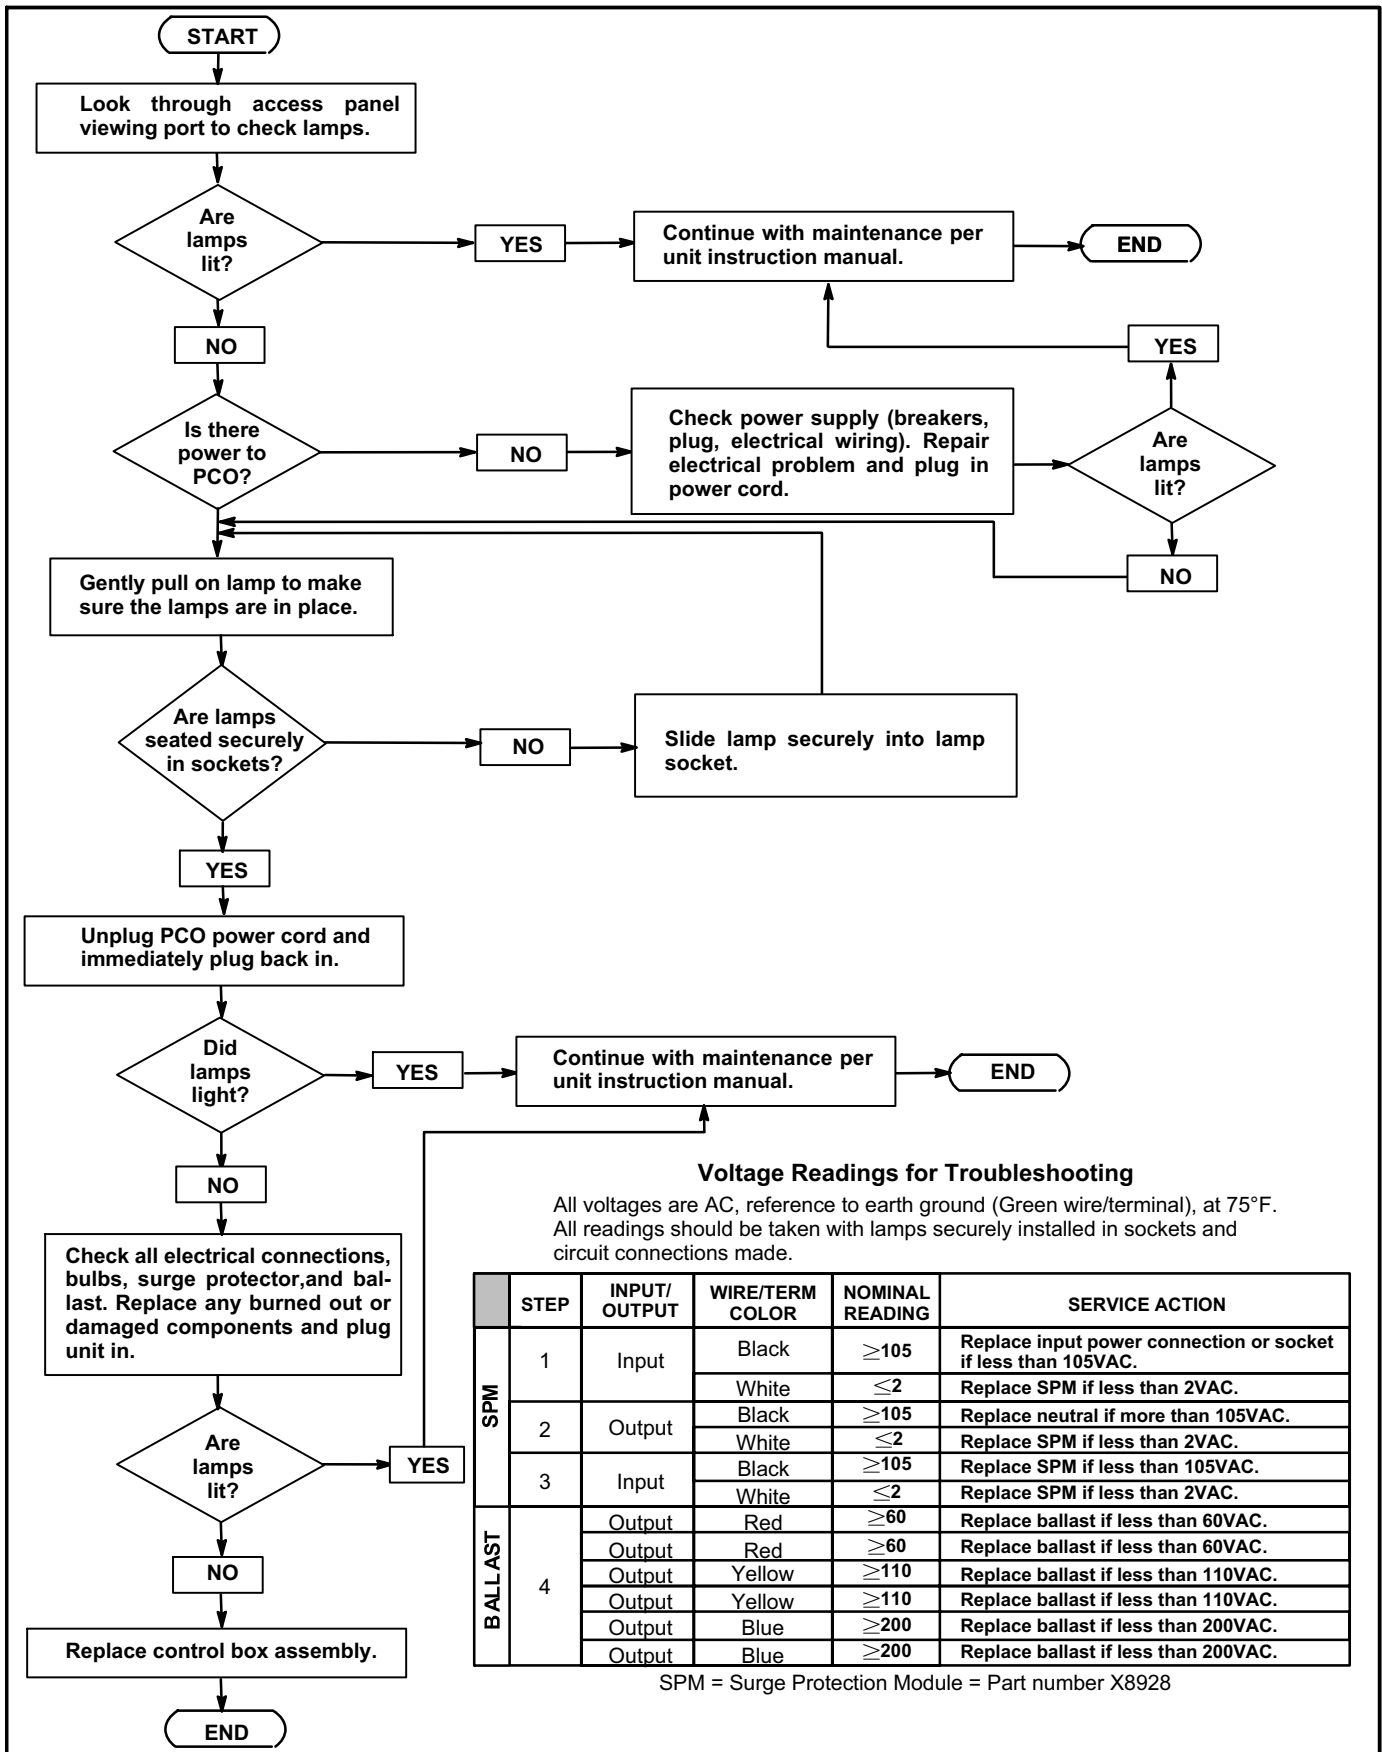 START
Look through access panel
viewing port to check lamps.
Are
lamps
lit?
YES
Continue with maintenance per
unit instruction manual.
END
NO
YES
Is there
power to
PCO?
NO
Check power supply (breakers,
plug, electrical wiring). Repair
electrical problem and plug in
power cord.
Are
lamps
lit?
NO
Gently pull on lamp to make
sure the lamps are in place.
Are lamps
seated securely
in sockets?
NO
Slide lamp securely into lamp
socket.
YES
Unplug PCO power cord and
immediately plug back in.
Did
lamps
light?
YES
Continue with maintenance per
unit instruction manual.
END
NO
Check all electrical connections,
bulbs, surge protector,and bal-
last. Replace any burned out or
damaged components and plug
unit in.
Are
lamps
lit?
YES
NO
Replace control box assembly.
END
Voltage Readings for Troubleshooting
All voltages are AC, reference to earth ground (Green wire/terminal), at 75°F.
All readings should be taken with lamps securely installed in sockets and
circuit connections made.
STEP INPUT/ OUTPUT WIRE/TERM COLOR NOMINAL READING SERVICE ACTION
SPM
1 Input Black ≥105 Replace input power connection or socket
if less than 105VAC.
White ≤2 Replace SPM if less than 2VAC.
2 Output Black ≥105 Replace neutral if more than 105VAC.
White ≤2 Replace SPM if less than 2VAC.
3 Input Black ≥105 Replace SPM if less than 105VAC.
White ≤2 Replace SPM if less than 2VAC.
BALLAST
4 Output Red ≥60 Replace ballast if less than 60VAC.
Output Red ≥60 Replace ballast if less than 60VAC.
Output Yellow ≥110 Replace ballast if less than 110VAC.
Output Yellow ≥110 Replace ballast if less than 110VAC.
Output Blue ≥200 Replace ballast if less than 200VAC.
Output Blue ≥200 Replace ballast if less than 200VAC.
SPM = Surge Protection Module = Part number X8928